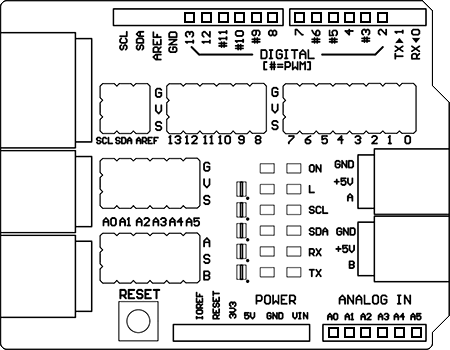 SCL SDA AREF GND 13 12 #11 #10 #9 8 7 #6 #5 4 #3 2 TX▸1 RX◂0
DIGITAL
[#=PWM]
G
V
S
G
V
S
SCL SDA AREF 13 12 11 10 9 8 7 6 5 4 3 2 1 0
G
V
S
A0 A1 A2 A3 A4 A5
A
S
B
ON
L
SCL
SDA
RX
TX
GND
+5V
A
GND
+5V
B
RESET
IOREF RESET 3V3 5V GND VIN
POWER
ANALOG IN
A0 A1 A2 A3 A4 A5